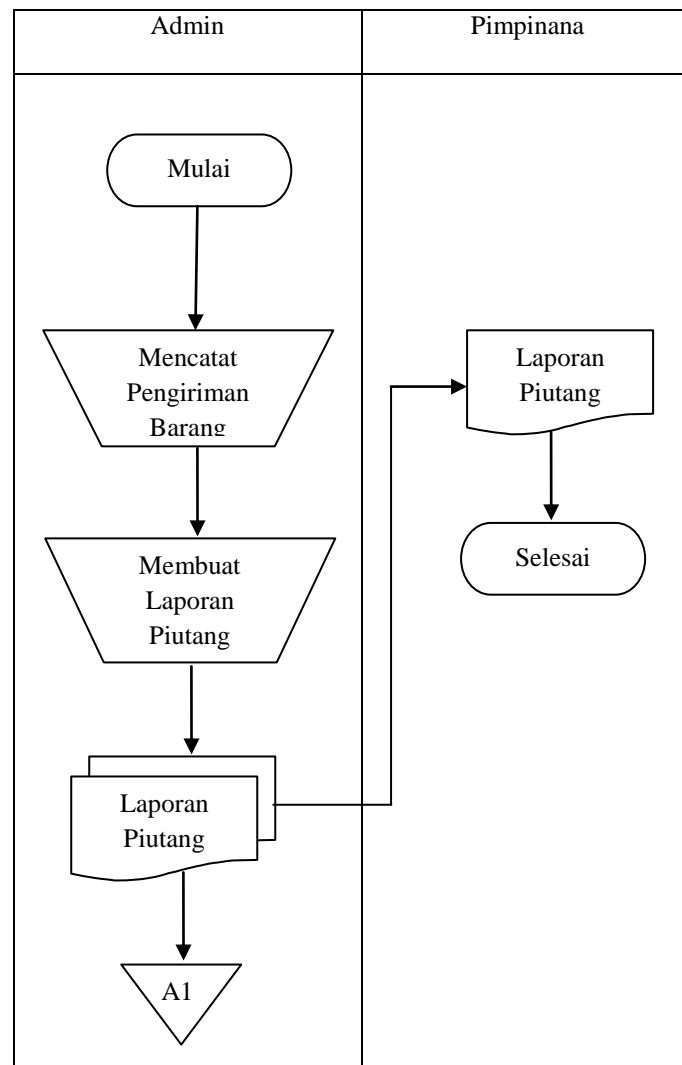 Admin
Pimpinana
Mulai
Mencatat
Pengiriman
Barang
Membuat
Laporan
Piutang
Laporan
Piutang
A1
Laporan
Piutang
Selesai